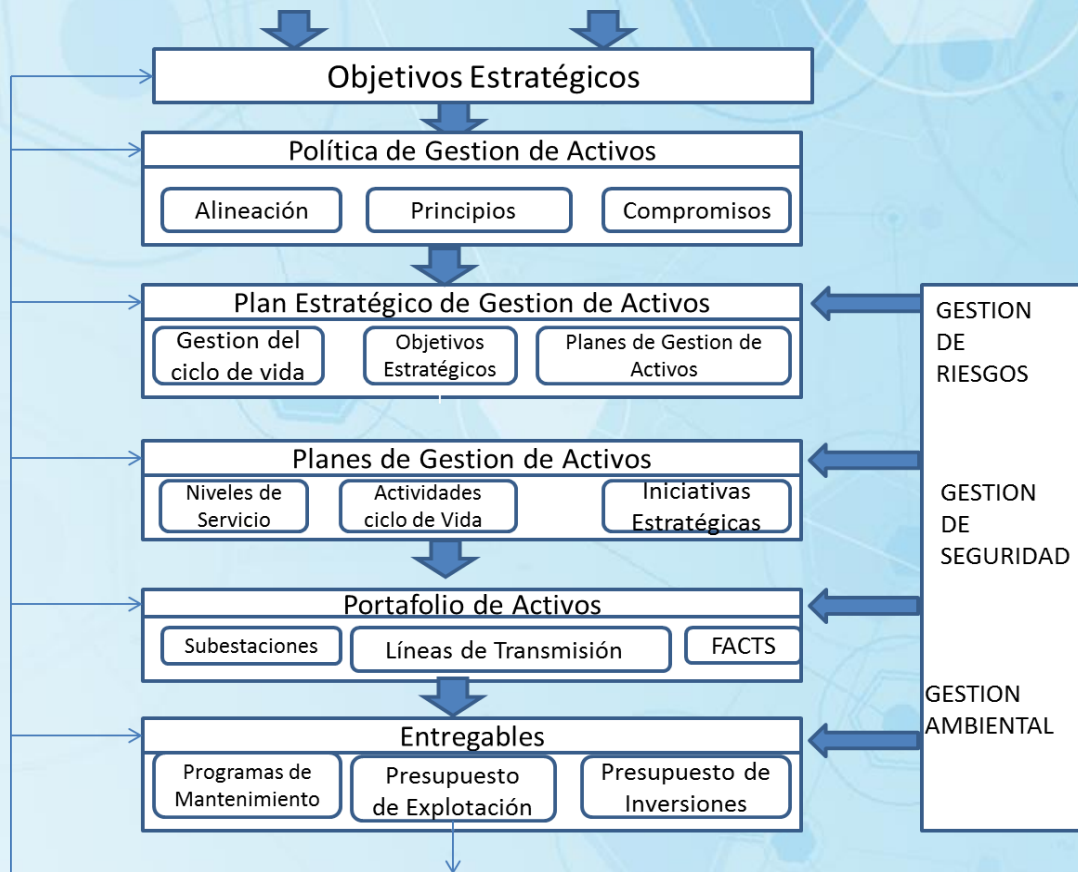 Objetivos Estratégicos
Política de Gestion de Activos
Alineación
Principios
Compromisos
Plan Estratégico de Gestion de Activos
Gestion del
ciclo de vida
Objetivos
Estratégicos
Planes de Gestion de
Activos
Planes de Gestion de Activos
Niveles de
Servicio
Actividades
ciclo de Vida
Iniciativas
Estratégicas
Portafolio de Activos
Subestaciones
Líneas de Transmisión
FACTS
Entregables
Programas de
Mantenimiento
Presupuesto
de Explotación
Presupuesto de
Inversiones
GESTION
DE
RIESGOS
GESTION
DE
SEGURIDAD
GESTION
AMBIENTAL